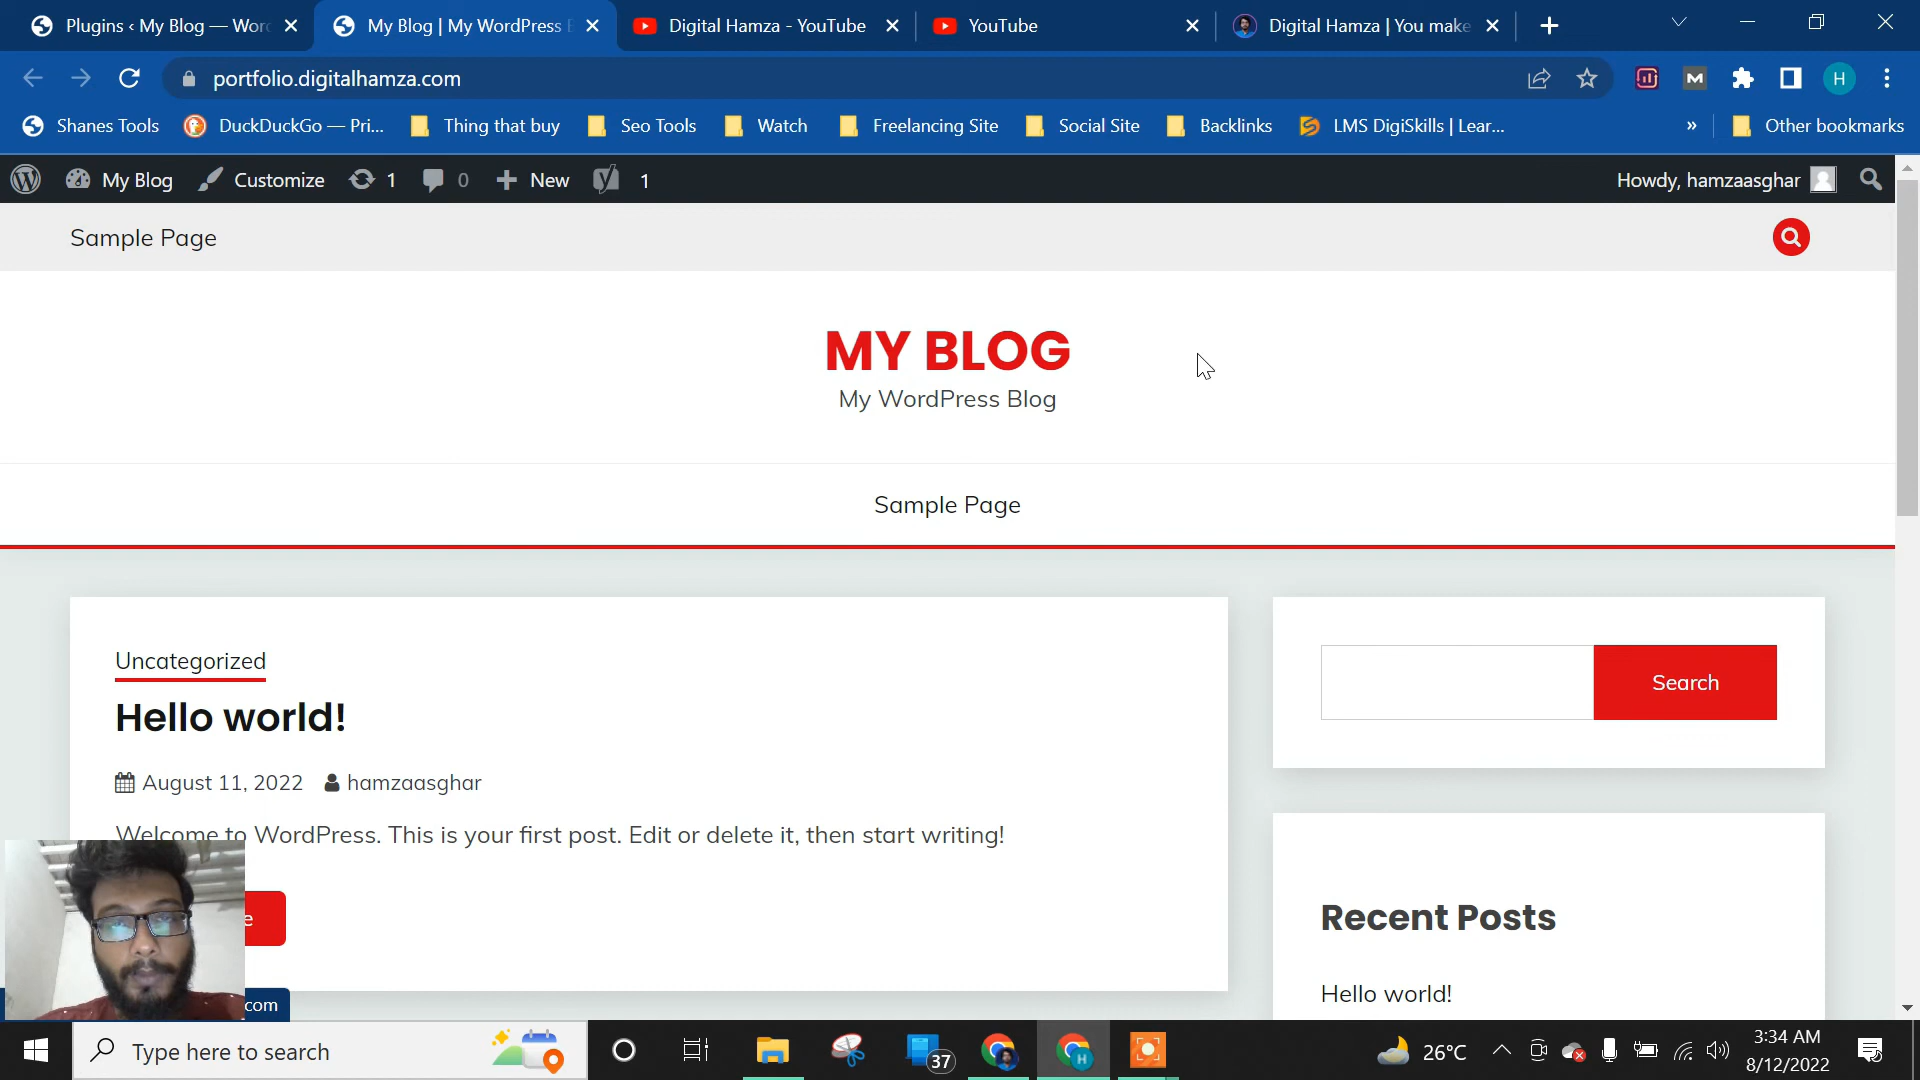 Plugins ‹ My Blog — Wor
My Blog | My WordPress B
Digital Hamza - YouTube
YouTube
Digital Hamza | You make
portfolio.digitalhamza.com
H
Shanes Tools
DuckDuckGo — Pri...
Thing that buy
Seo Tools
Watch
Freelancing Site
Social Site
Backlinks
LMS DigiSkills | Lear...
»
Other bookmarks
My Blog
Customize
1
0
New
1
Howdy, hamzaasghar
Sample Page
MY BLOG
My WordPress Blog
Sample Page
Uncategorized
Hello world!
August 11, 2022
hamzaasghar
Welcome to WordPress. This is your first post. Edit or delete it, then start writing!
e
com
Search
Recent Posts
Hello world!
Type here to search
37
H
26°C
3:34 AM
8/12/2022